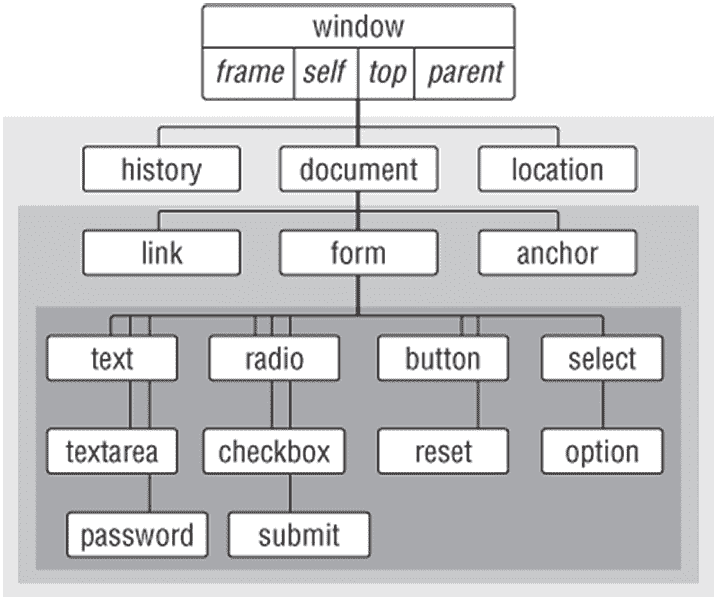 window
frame self top parent
history document location
link form anchor
text radio button select
textarea checkbox reset option
password submit